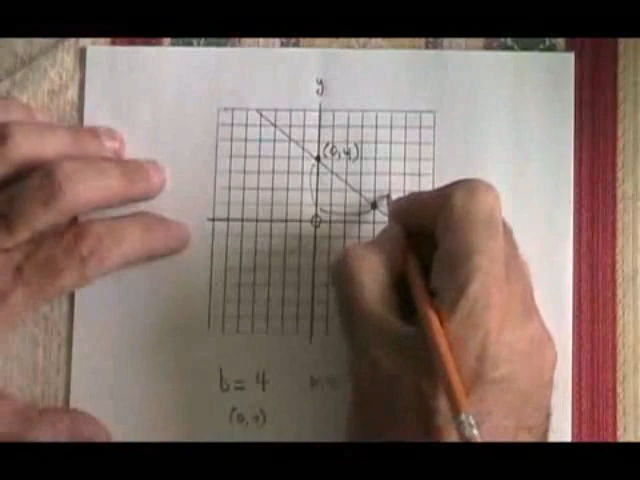 y
(0,4)
b = 4
(0,4)